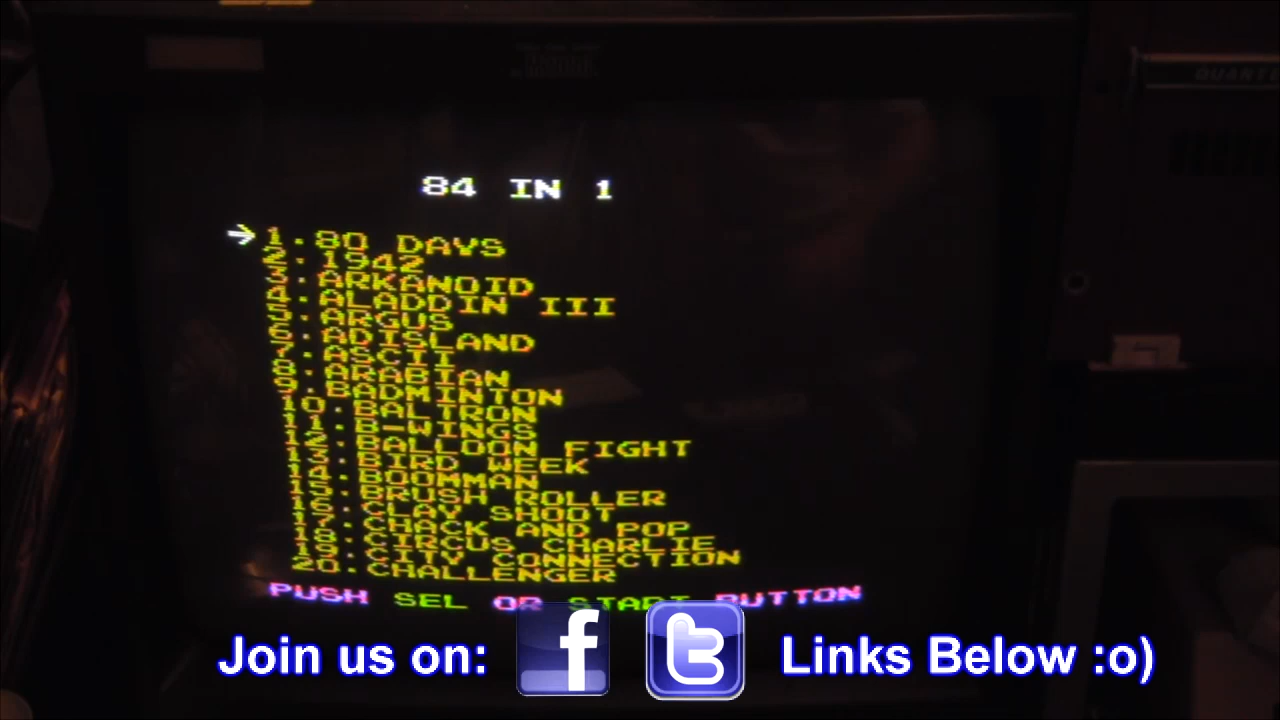 QUANT
84 IN 1
1. 80 DAYS
2. 1942
3. ARKANOID
4. ALADDIN III
5. ARGUS
6. ADISLAND
7. ASCII
8. ARABIAN
9. BADMINTON
10. BALTRON
11. B-WINGS
12. BALLOON FIGHT
13. BIRD WEEK
14. BOOMMAN
15. BRUSH ROLLER
16. CLAY SHOOT
17. CHACK AND POP
18. CIRCUS CHARLIE
19. CITY CONNECTION
20. CHALLENGER
PUSH SEL OR START BUTTON
Join us on: f t Links Below :o)